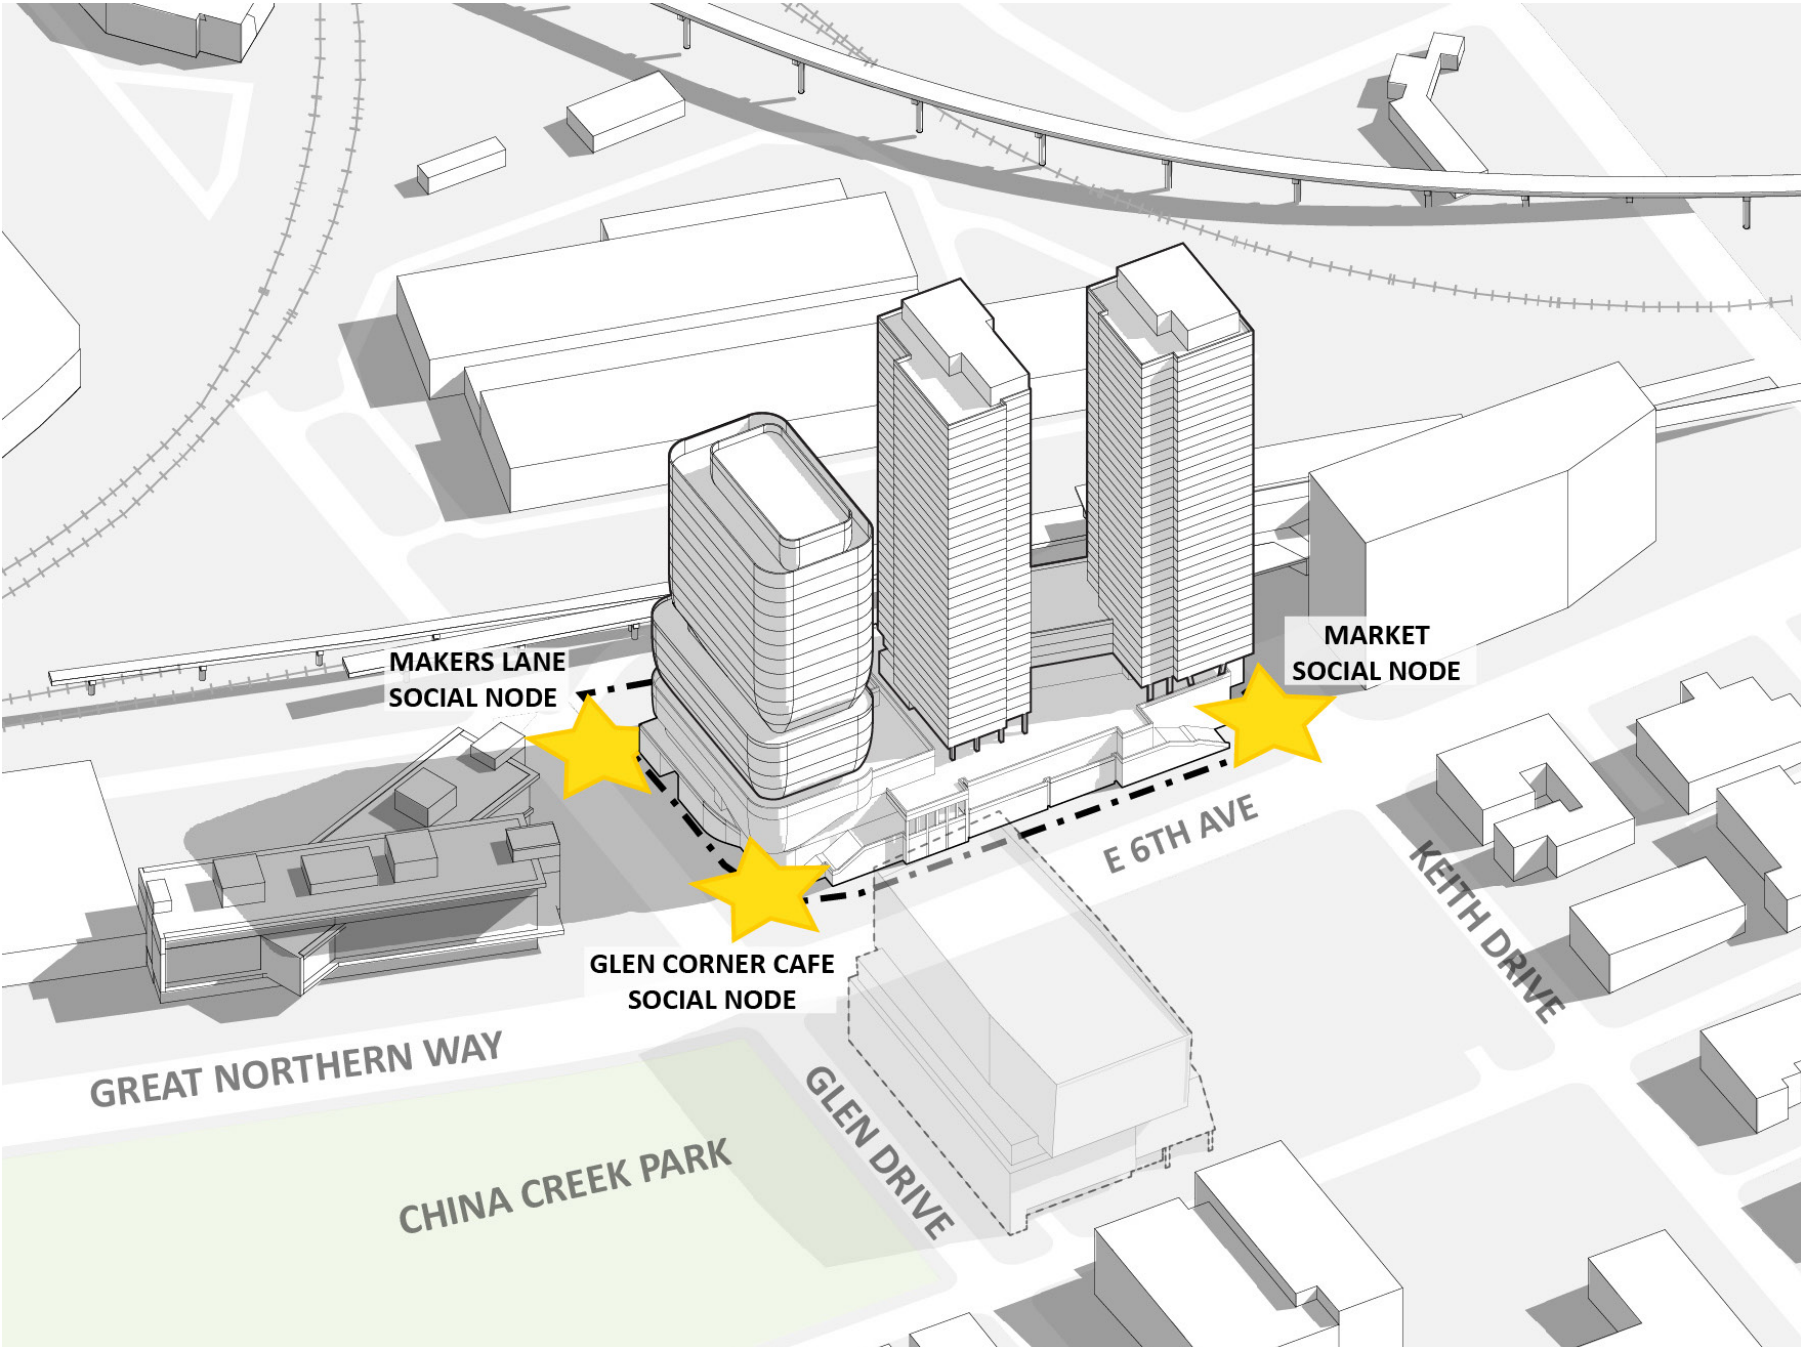 MARKET
SOCIAL NODE
MAKERS LANE
SOCIAL NODE
E 6TH AVE
KEITH DRIVE
GLEN CORNER CAFE
SOCIAL NODE
GREAT NORTHERN WAY
GLEN DRIVE
CHINA CREEK PARK